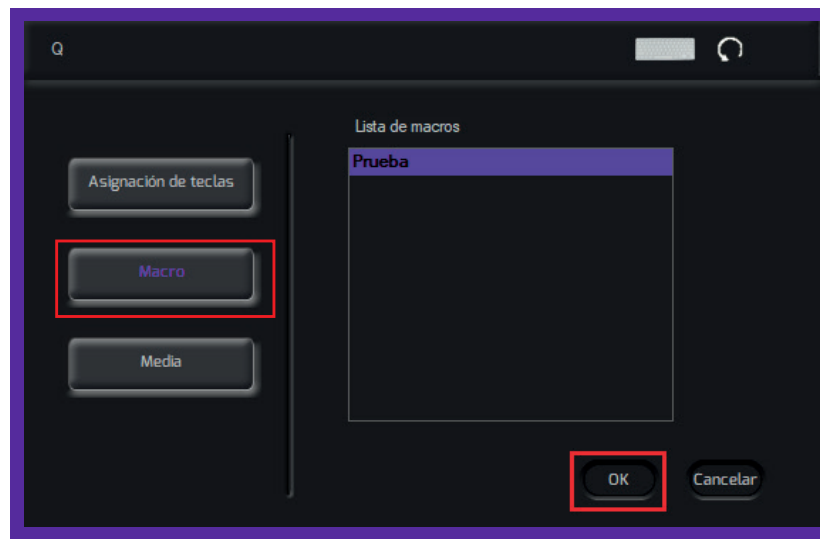 Q
Lista de macros
Prueba
Asignación de teclas
Macro
Media
OK
Cancelar